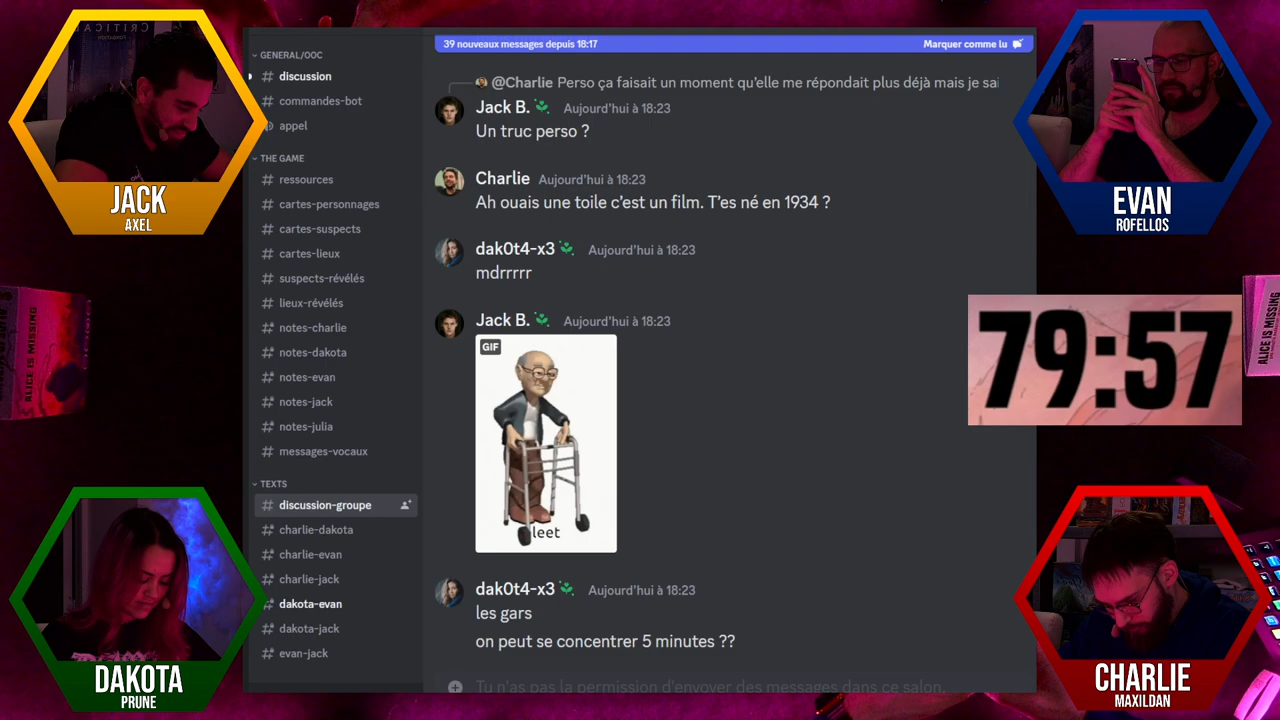 JACK
AXEL
EVAN
ROFELLOS
DAKOTA
PRUNE
CHARLIE
MAXILDAN
79:57
ALICE IS MISSING
ALICE IS MISSING
GENERAL/OOC
# discussion
# commandes-bot
appel
THE GAME
# ressources
# cartes-personnages
# cartes-suspects
# cartes-lieux
# suspects-révélés
# lieux-révélés
# notes-charlie
# notes-dakota
# notes-evan
# notes-jack
# notes-julia
# messages-vocaux
TEXTS
# discussion-groupe
# charlie-dakota
# charlie-evan
# charlie-jack
# dakota-evan
# dakota-jack
# evan-jack
39 nouveaux messages depuis 18:17 Marquer comme lu
@Charlie Perso ça faisait un moment qu'elle me répondait plus déjà mais je sai
Jack B. Aujourd'hui à 18:23
Un truc perso ?
Charlie Aujourd'hui à 18:23
Ah ouais une toile c'est un film. T'es né en 1934 ?
dak0t4-x3 Aujourd'hui à 18:23
mdrrrrr
Jack B. Aujourd'hui à 18:23
GIF
leet
dak0t4-x3 Aujourd'hui à 18:23
les gars
on peut se concentrer 5 minutes ??
Tu n'as pas la permission d'envoyer des messages dans ce salon.